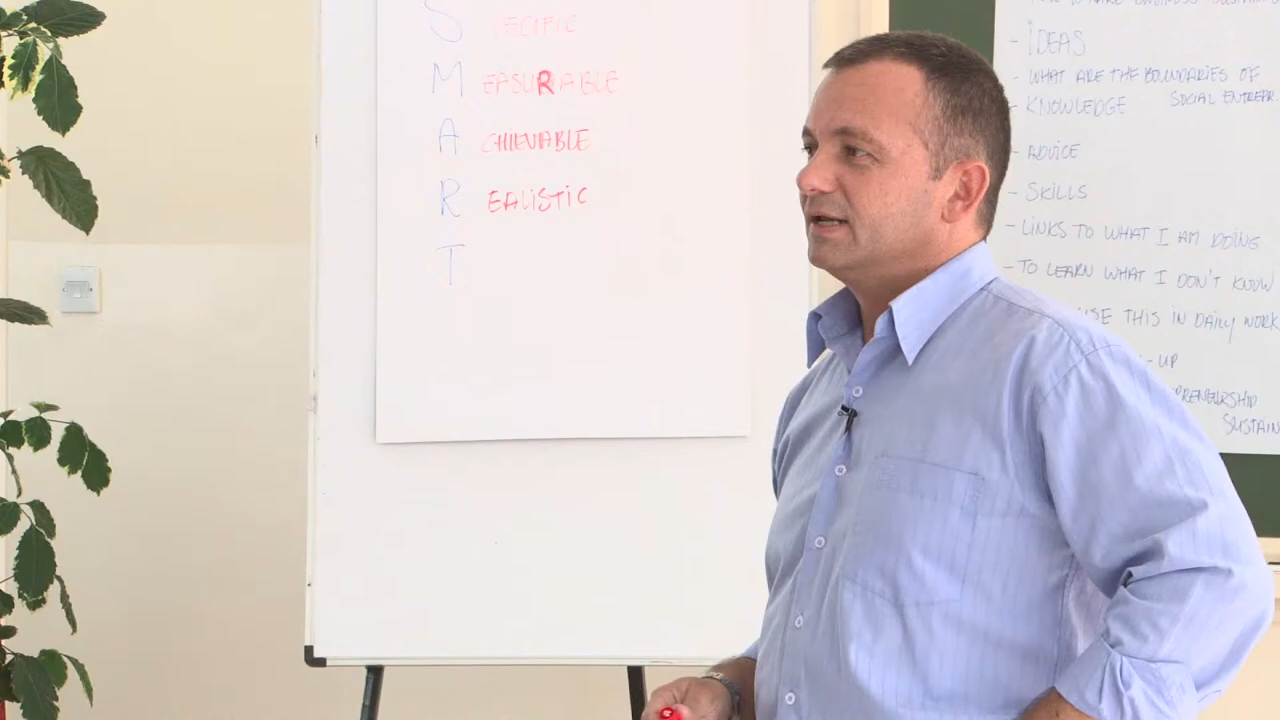 S PECIFIC
M EASURABLE
A CHIEVABLE
R EALISTIC
T
- IDEAS
- WHAT ARE THE BOUNDARIES OF
SOCIAL ENTREPR
- KNOWLEDGE
- ADVICE
- SKILLS
- LINKS TO WHAT I AM DOING
- TO LEARN WHAT I DON'T KNOW
USE THIS IN DAILY WORK
-UP
PRENEURSHIP
SUSTAIN